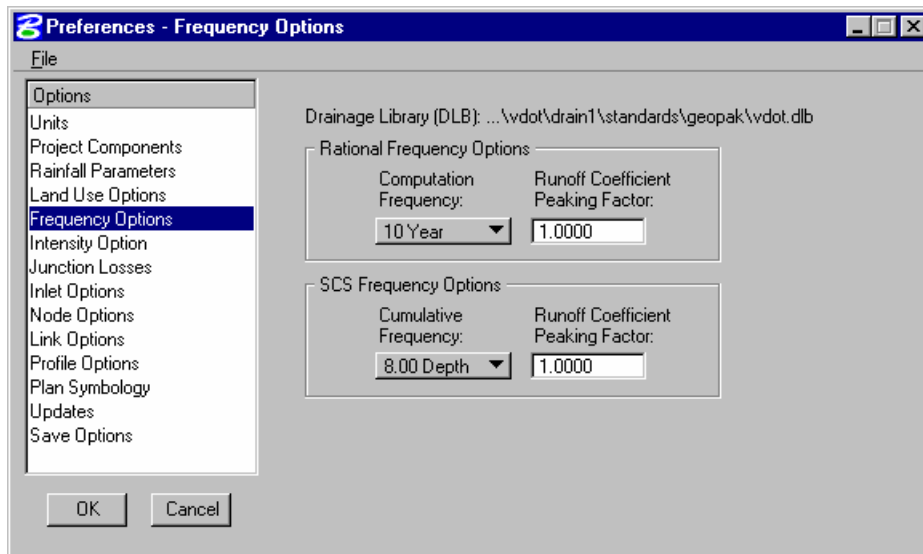 Preferences - Frequency Options
File
Options
Units
Project Components
Rainfall Parameters
Land Use Options
Frequency Options
Intensity Option
Junction Losses
Inlet Options
Node Options
Link Options
Profile Options
Plan Symbology
Updates
Save Options
OK Cancel
Drainage Library (DLB): ...\vdot\drain1\standards\geopak\vdot.dlb
Rational Frequency Options
Computation Frequency:
Runoff Coefficient Peaking Factor:
10 Year 1.0000
SCS Frequency Options
Cumulative Frequency:
Runoff Coefficient Peaking Factor:
8.00 Depth 1.0000